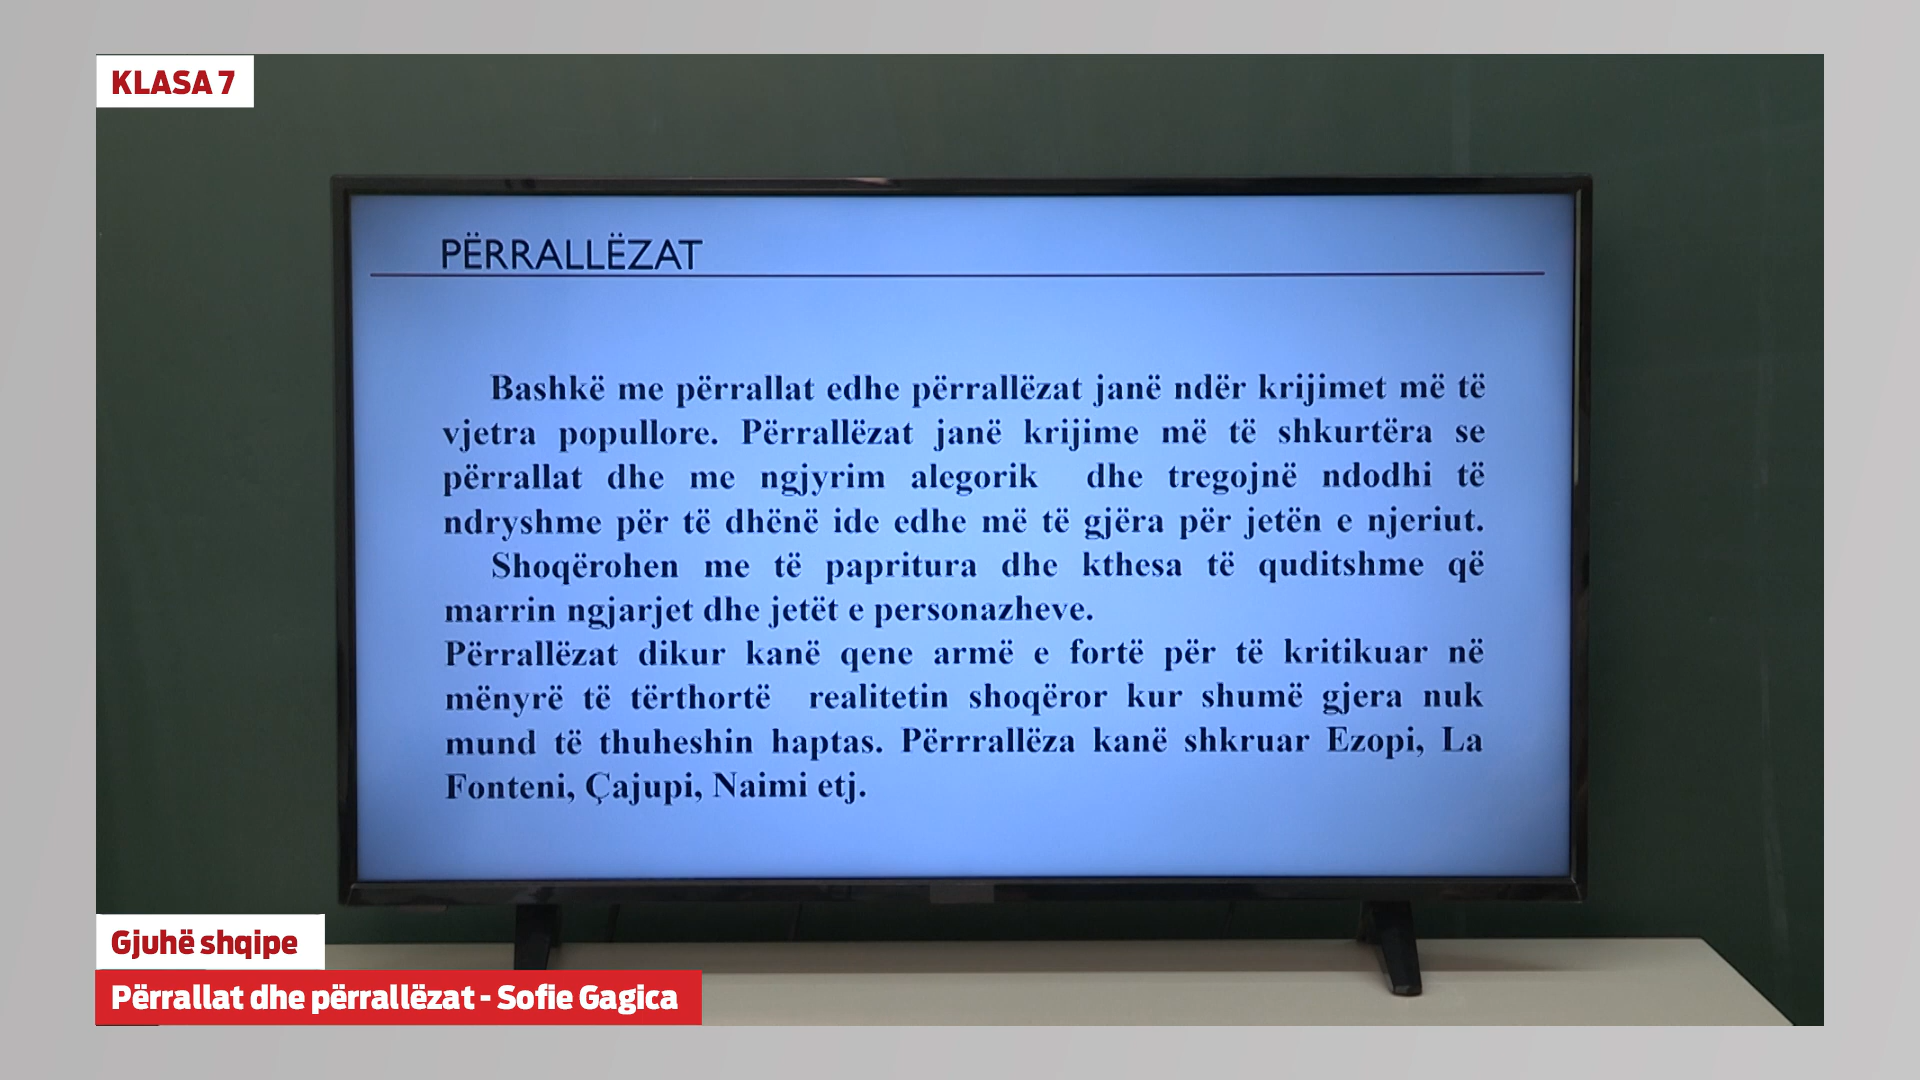 KLASA 7
PËRRALLËZAT
Bashkë me përrallat edhe përrallëzat janë ndër krijimet më të
vjetra popullore. Përrallëzat janë krijime më të shkurtëra se
përrallat dhe me ngjyrim alegorik dhe tregojnë ndodhi të
ndryshme për të dhënë ide edhe më të gjëra për jetën e njeriut.
Shoqërohen me të papritura dhe kthesa të quditshme që
marrin ngjarjet dhe jetët e personazheve.
Përrallëzat dikur kanë qene armë e fortë për të kritikuar në
mënyrë të tërthortë realitetin shoqëror kur shumë gjera nuk
mund të thuheshin haptas. Përrrallëza kanë shkruar Ezopi, La
Fonteni, Çajupi, Naimi etj.
Gjuhë shqipe
Përrallat dhe përrallëzat - Sofie Gagica